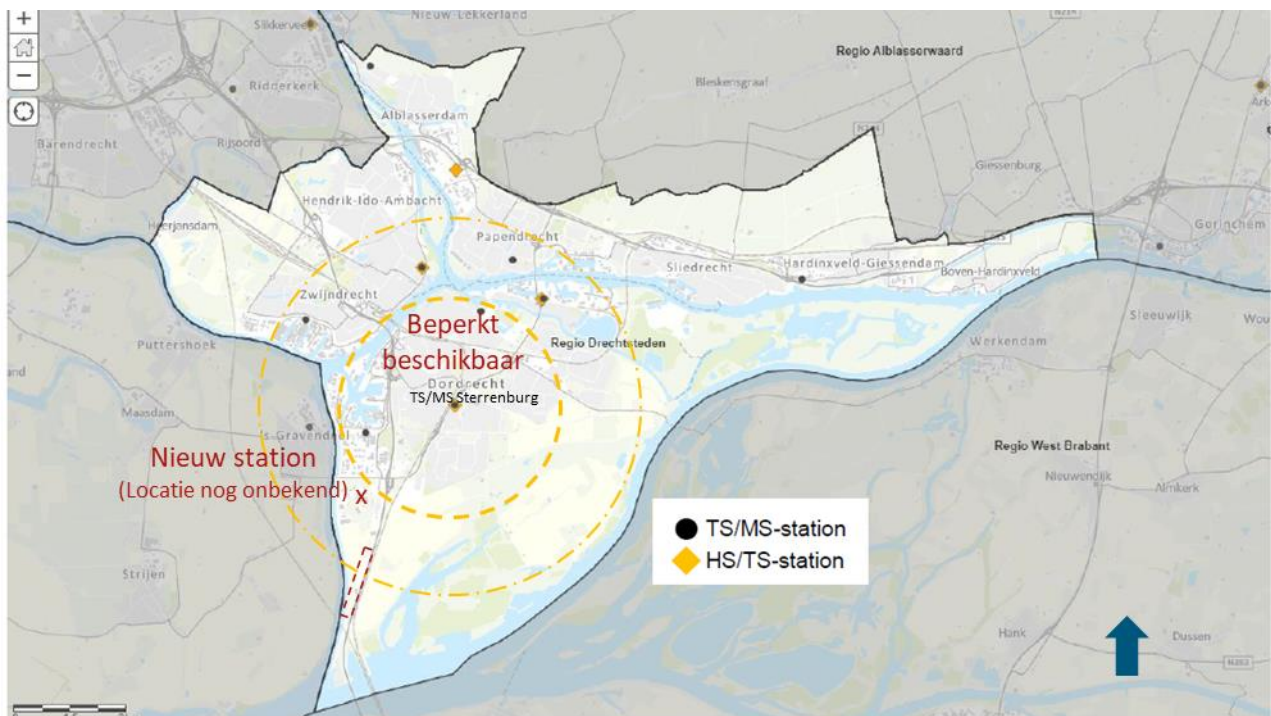 +
−
Nieuw-Lekkerland
N214
Slikkerveer
Regio Alblasserwaard
Ridderkerk
Bleskensgraaf
Alblasserdam
Barendrecht
Rijsoord
Giessenburg
Hendrik-Ido-Ambacht
Heerjansdam
Papendrecht
Gorinchem
Sliedrecht
Hardinxveld-Giessendam
Boven-Hardinxveld
Zwijndrecht
Beperkt
beschikbaar
Regio Drechtsteden
Puttershoek
Sleeuwijk
Werkendam
Dordrecht
TS/MS Sterrenburg
Maasdam
's Gravendeel
Nieuw station
(Locatie nog onbekend) x
Regio West Brabant
Nieuwendijk
Almkerk
TS/MS-station
HS/TS-station
Strijen
Hank
Dussen
N283